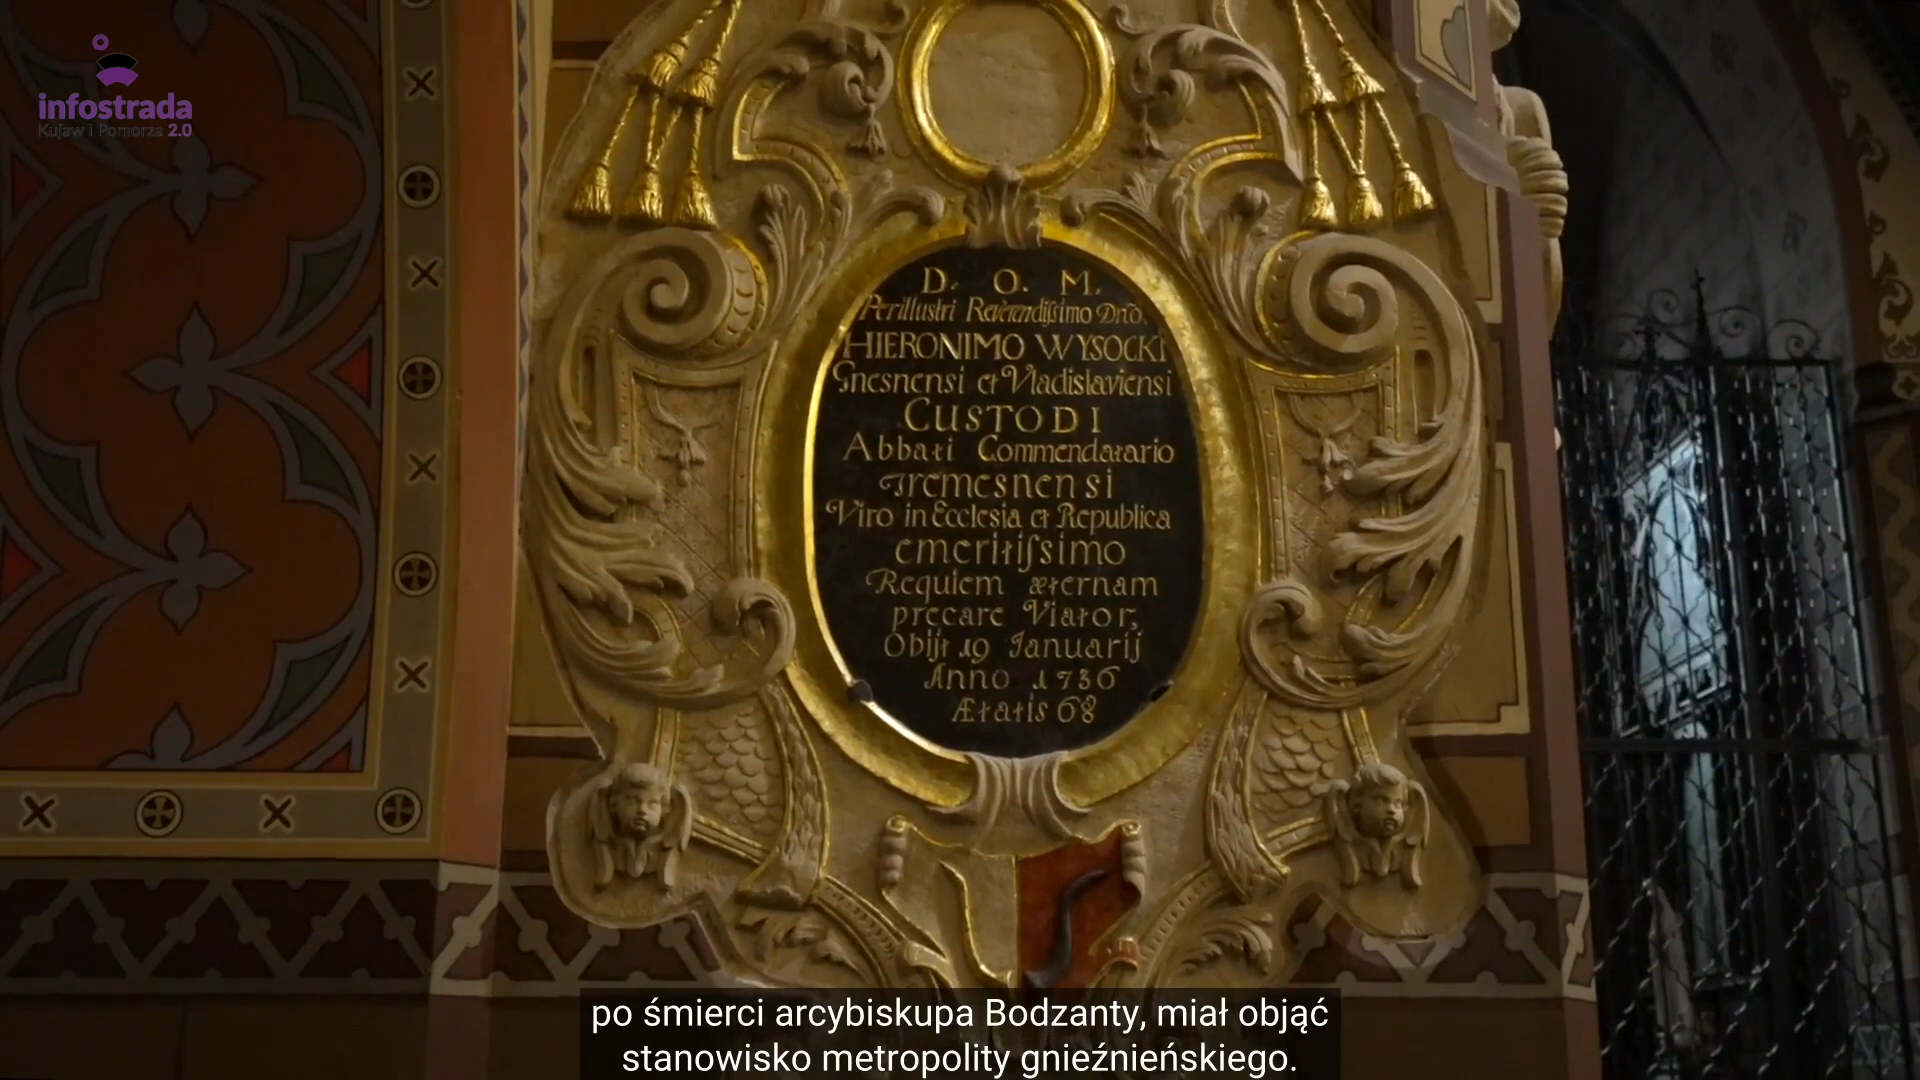 infostrada
Kujaw i Pomorza 2.0
D. O. M.
Perillustri Reverendiſsimo Dnō.
HIERONIMO WYSOCKI
Gnesnensi et Vladislaviensi
CUSTODI
Abbati Commendatario
Tremesnensi
Viro in Ecclesia et Republica
emeritiſsimo
Requiem æternam
precare Viator,
Obijt 19 Ianuarij
Anno 1736
Ætatis 68
po śmierci arcybiskupa Bodzanty, miał objąć
stanowisko metropolity gnieźnieńskiego.